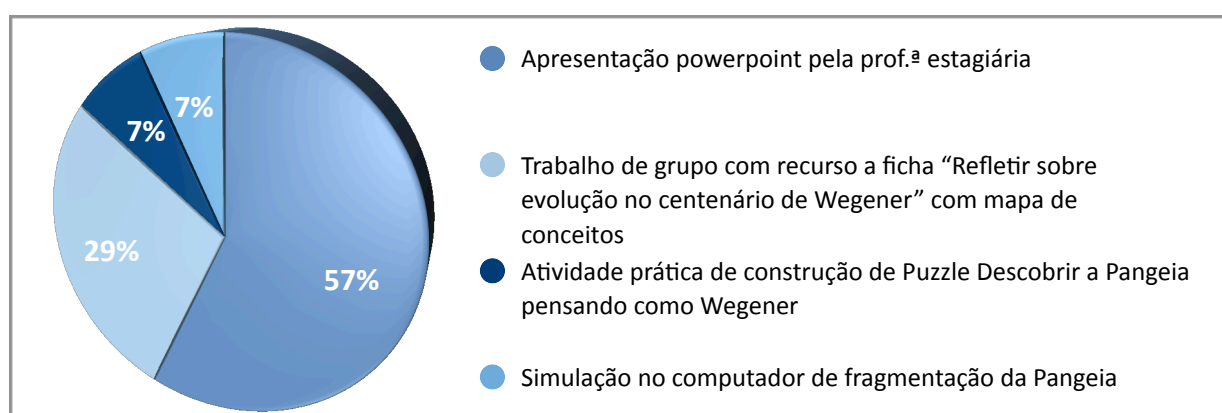 Apresentação powerpoint pela prof.ª estagiária
7%
7%
Trabalho de grupo com recurso a ficha “Refletir sobre
evolução no centenário de Wegener” com mapa de
conceitos
29%
57%
Atividade prática de construção de Puzzle Descobrir a Pangeia
pensando como Wegener
Simulação no computador de fragmentação da Pangeia